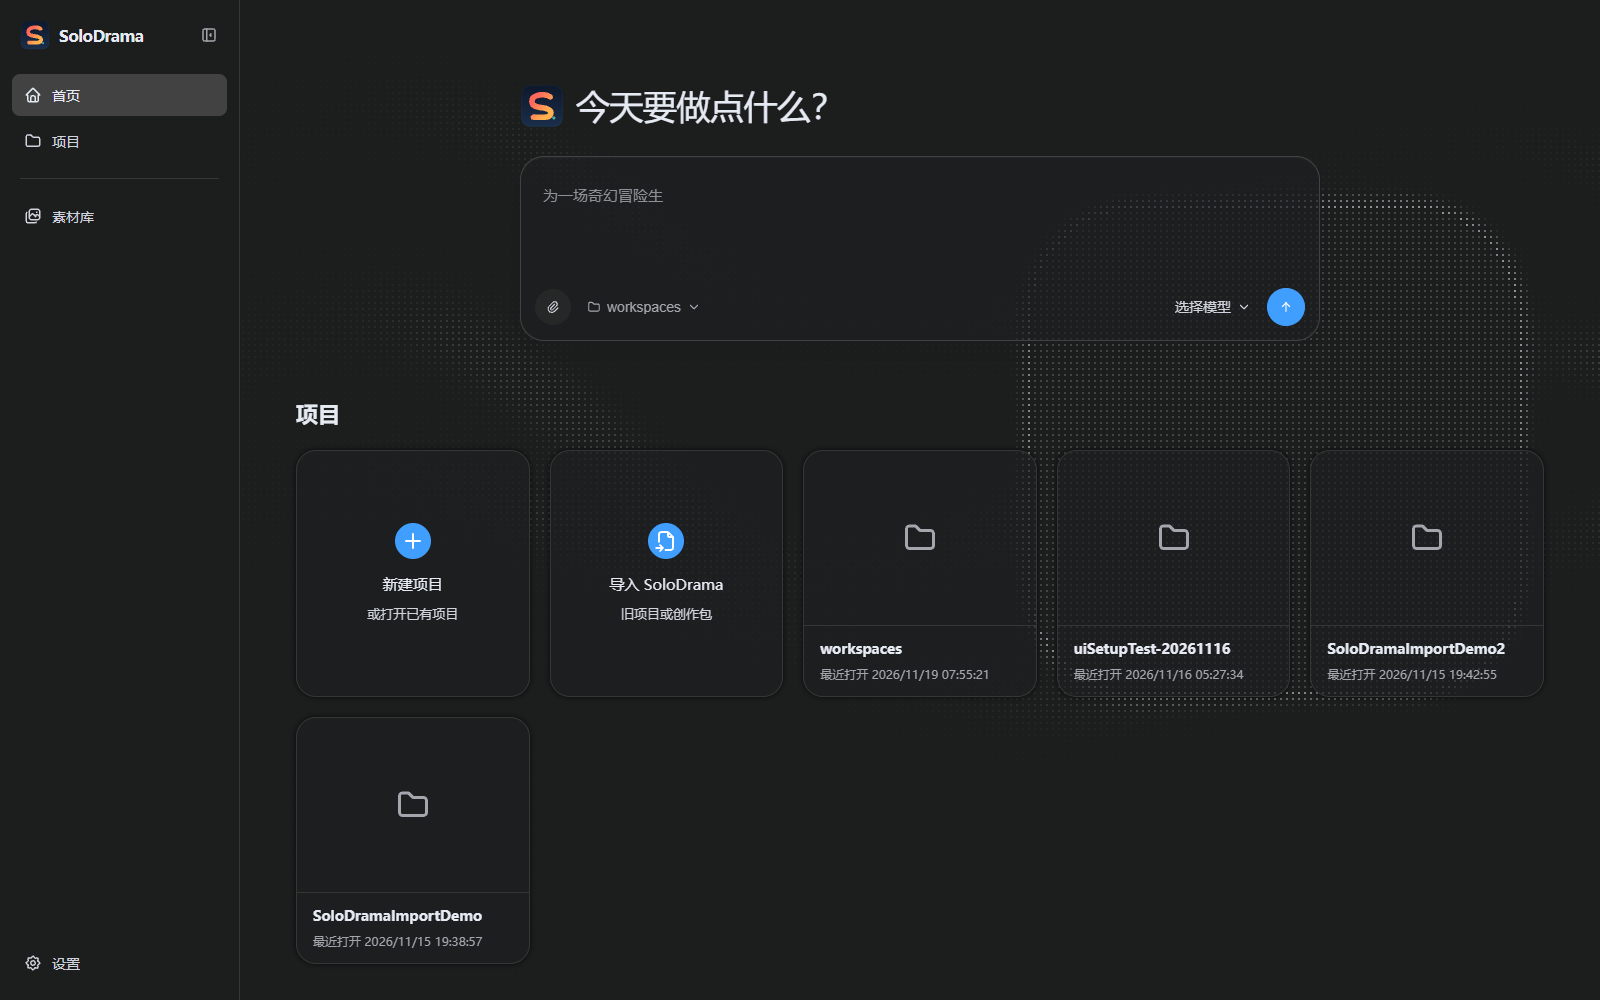 SoloDrama
首页
项目
素材库
设置
今天要做点什么？
为一场奇幻冒险生
workspaces
选择模型
项目
新建项目
或打开已有项目
导入 SoloDrama
旧项目或创作包
workspaces
最近打开 2026/11/19 07:55:21
uiSetupTest-20261116
最近打开 2026/11/16 05:27:34
SoloDramaImportDemo2
最近打开 2026/11/15 19:42:55
SoloDramaImportDemo
最近打开 2026/11/15 19:38:57